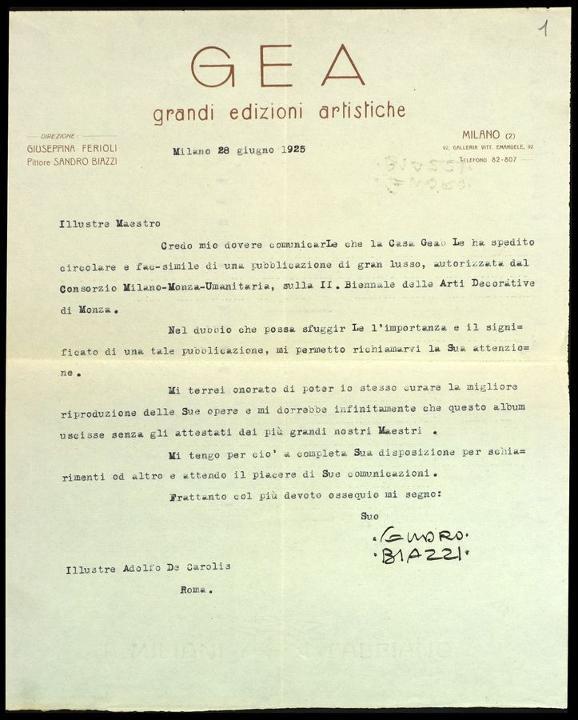 1
GEA
grandi edizioni artistiche
DIREZIONE:
GIUSEPPINA FERIOLI
Pittore SANDRO BIAZZI
MILANO (2)
92, GALLERIA VITT. EMANUELE, 92
TELEFONO 82-807
Milano 28 giugno 1925
Illustre Maestro
Credo mio dovere comunicarLe che la Casa Geao Le ha spedito
circolare e fac-simile di una pubblicazione di gran lusso, autorizzata dal
Consorzio Milano-Monza-Umanitaria, sulla II. Biennale delle Arti Decorative
di Monza.
Nel dubbio che possa sfuggir Le l'importanza e il signi=
ficato di una tale pubblicazione, mi permetto richiamarvi la Sua attenzio=
ne.
Mi terrei onorato di poter io stesso curare la migliore
riproduzione delle Sue opere e mi dorrebbe infinitamente che questo album
uscisse senza gli attestati dei più grandi nostri Maestri .
Mi tengo per cio' a completa Sua disposizione per schia=
rimenti od altro e attendo il piacere di Sue comunicazioni.
Frattanto col più devoto ossequio mi segno:
Suo
BIAZZI
Illustre Adolfo De Carolis
Roma.